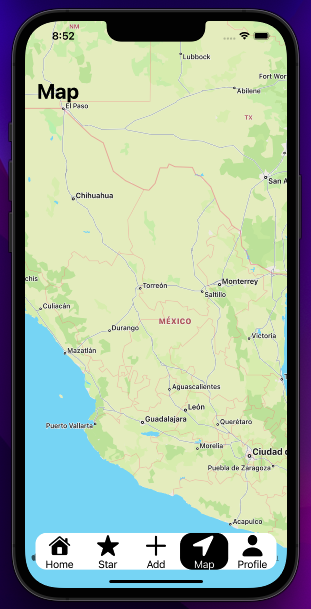 8:52
NM
Lubbock
Fort Wor
Abilene
Map
El Paso
TX
San A
Chihuahua
chis
Torreón
Monterrey
Saltillo
Culiacán
MÉXICO
Durango
Victoria
Mazatlán
Aguascalientes
León
Guadalajara
Querétaro
Puerto Vallarta
Morelia
Ciudad
Puebla de Zaragoza
Acapulco
Home
Star
Add
Map
Profile